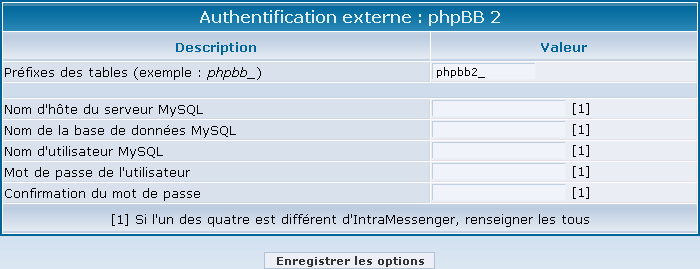 Authentification externe : phpBB 2
Description Valeur
Préfixes des tables (exemple : phpbb_) phpbb2_
Nom d'hôte du serveur MySQL [1]
Nom de la base de données MySQL [1]
Nom d'utilisateur MySQL [1]
Mot de passe de l'utilisateur [1]
Confirmation du mot de passe [1]
[1] Si l'un des quatre est différent d'IntraMessenger, renseigner les tous
Enregistrer les options